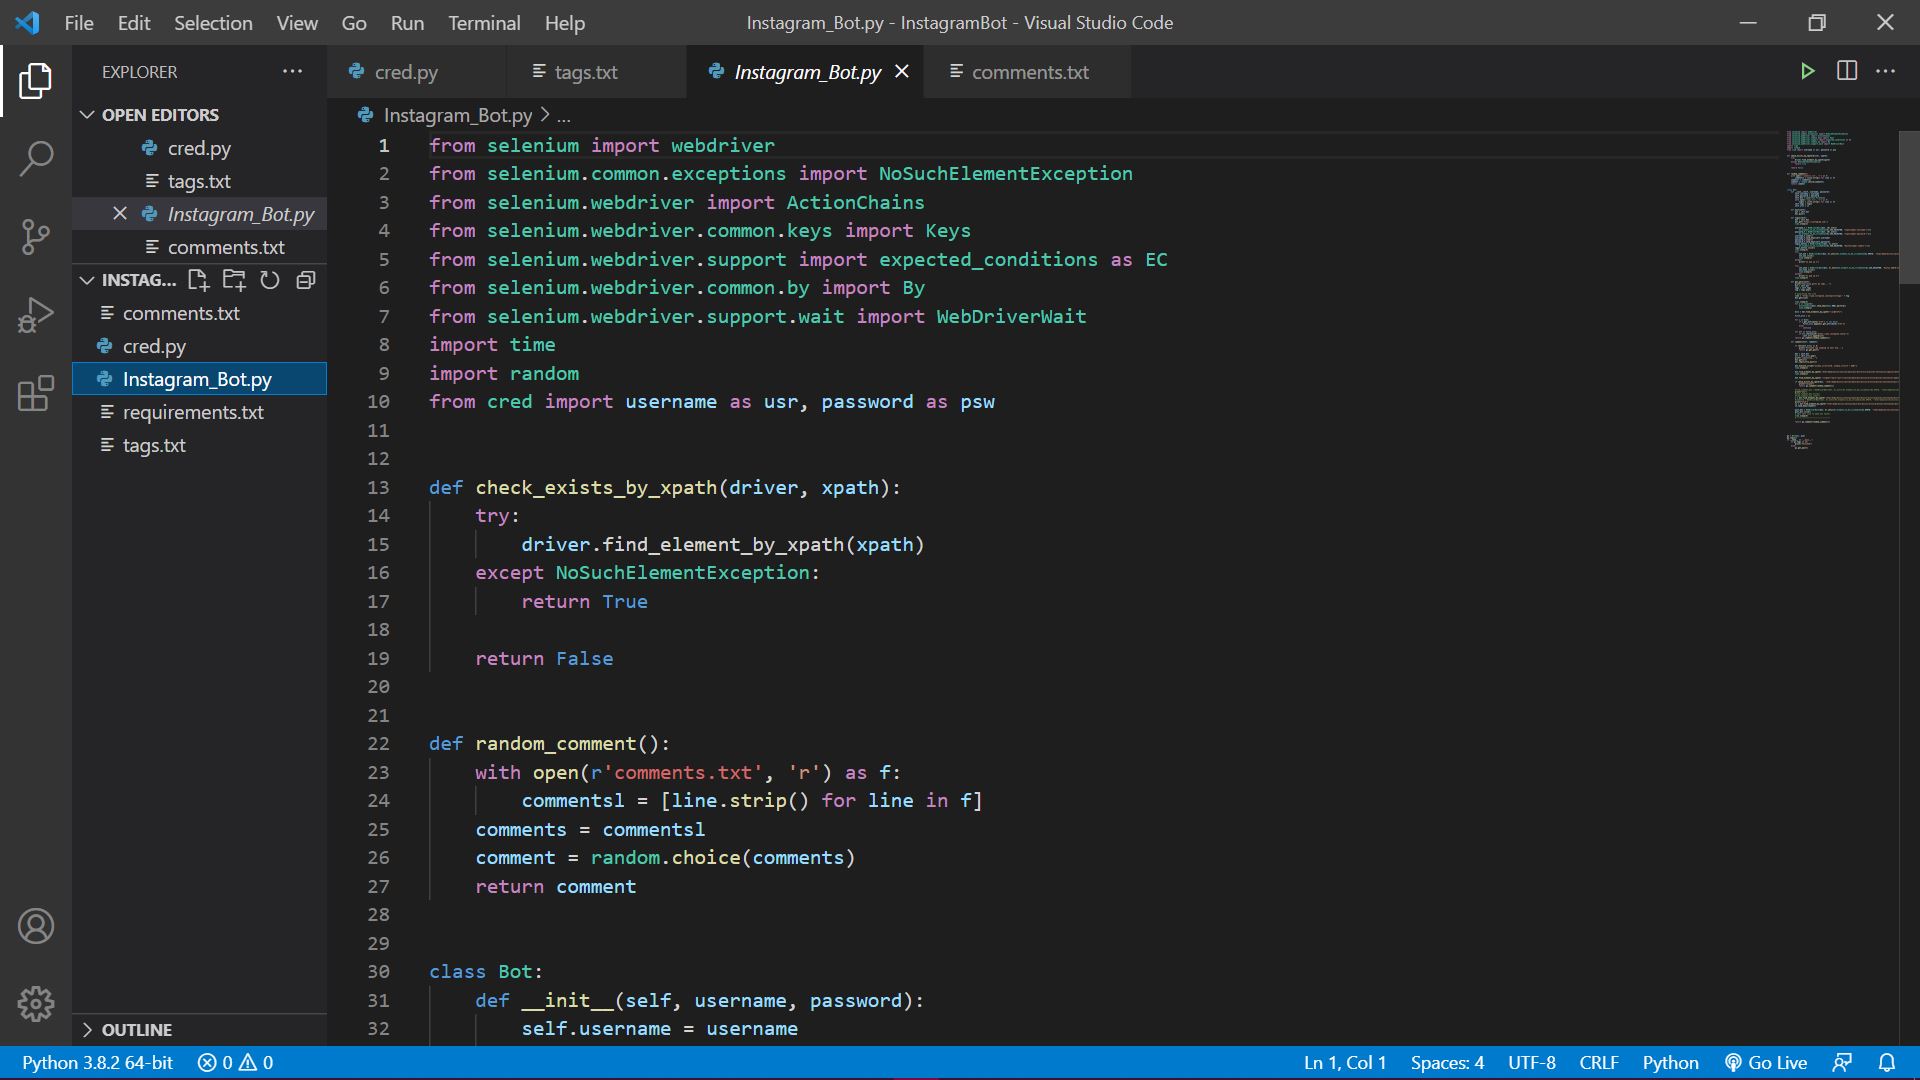 File Edit Selection View Go Run Terminal Help
Instagram_Bot.py - InstagramBot - Visual Studio Code
EXPLORER
OPEN EDITORS
cred.py
tags.txt
Instagram_Bot.py
comments.txt
INSTAG...
comments.txt
cred.py
Instagram_Bot.py
requirements.txt
tags.txt
OUTLINE
cred.py tags.txt Instagram_Bot.py comments.txt
Instagram_Bot.py > ...
1 from selenium import webdriver
2 from selenium.common.exceptions import NoSuchElementException
3 from selenium.webdriver import ActionChains
4 from selenium.webdriver.common.keys import Keys
5 from selenium.webdriver.support import expected_conditions as EC
6 from selenium.webdriver.common.by import By
7 from selenium.webdriver.support.wait import WebDriverWait
8 import time
9 import random
10 from cred import username as usr, password as psw
11
12
13 def check_exists_by_xpath(driver, xpath):
14     try:
15         driver.find_element_by_xpath(xpath)
16     except NoSuchElementException:
17         return True
18
19     return False
20
21
22 def random_comment():
23     with open(r'comments.txt', 'r') as f:
24         commentsl = [line.strip() for line in f]
25     comments = commentsl
26     comment = random.choice(comments)
27     return comment
28
29
30 class Bot:
31     def __init__(self, username, password):
32         self.username = username
Python 3.8.2 64-bit 0 0 Ln 1, Col 1 Spaces: 4 UTF-8 CRLF Python Go Live